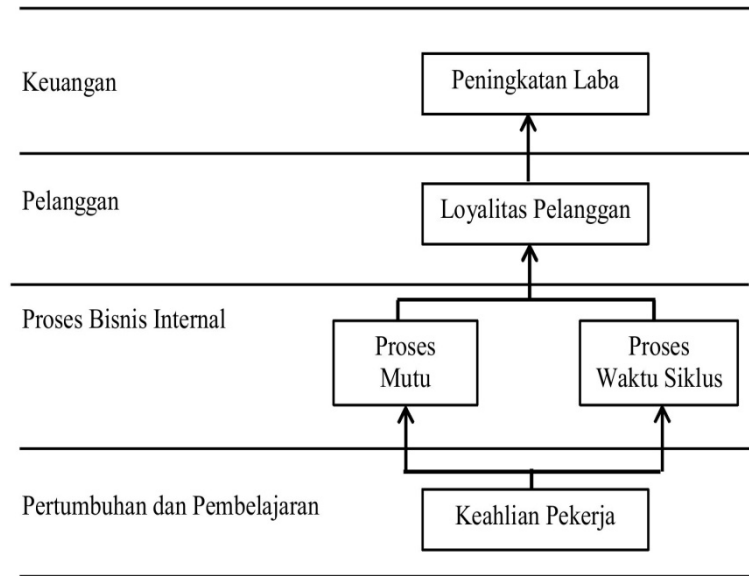 Keuangan
Peningkatan Laba
Pelanggan
Loyalitas Pelanggan
Proses Bisnis Internal
Proses
Mutu
Proses
Waktu Siklus
Pertumbuhan dan Pembelajaran
Keahlian Pekerja